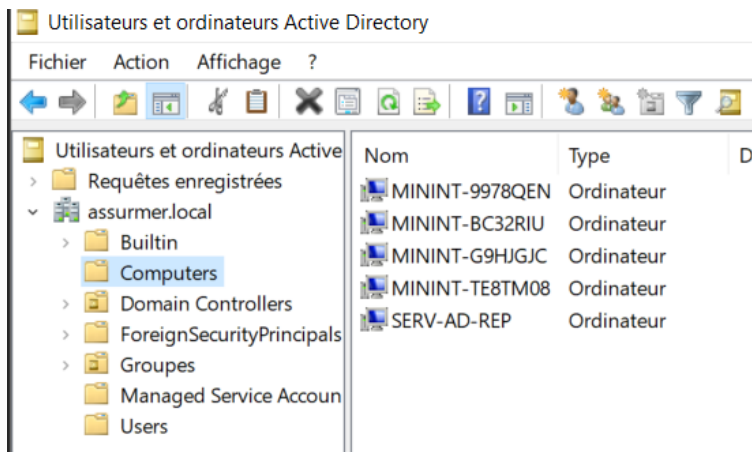 Utilisateurs et ordinateurs Active Directory
Fichier Action Affichage ?
Utilisateurs et ordinateurs Active
Requêtes enregistrées
assurmer.local
Builtin
Computers
Domain Controllers
ForeignSecurityPrincipals
Groupes
Managed Service Accoun
Users
Nom Type D
MININT-9978QEN Ordinateur
MININT-BC32RIU Ordinateur
MININT-G9HJGJC Ordinateur
MININT-TE8TM08 Ordinateur
SERV-AD-REP Ordinateur